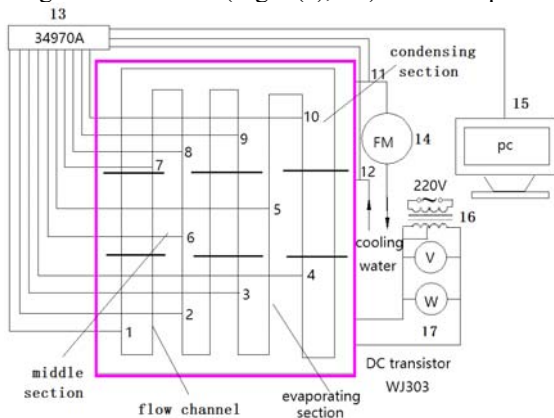 13
34970A
condensing
section
11
15
10
14
FM
pc
9
8
7
12
220V
16
5
6
cooling
water
V
4
W
3
2
1
17
DC transistor
WJ303
middle
section
flow channel
evaporating
section